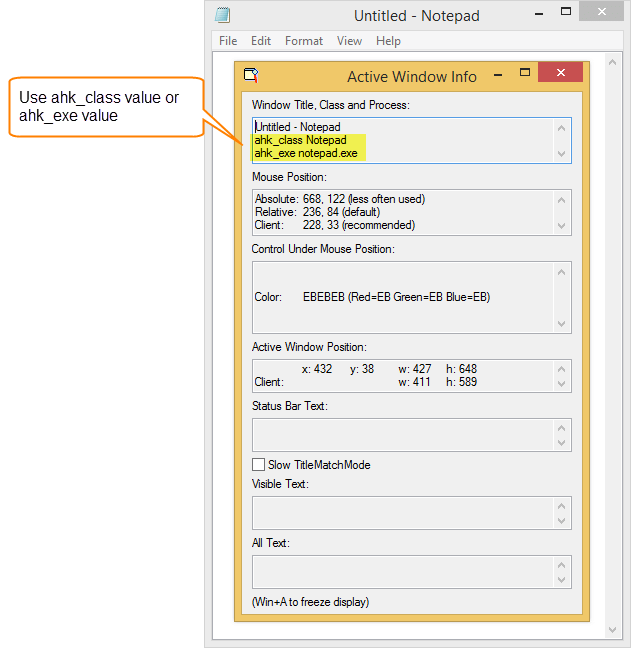 Untitled - Notepad
File Edit Format View Help
Use ahk_class value or
ahk_exe value
Active Window Info
Window Title, Class and Process:
Untitled - Notepad
ahk_class Notepad
ahk_exe notepad.exe
Mouse Position:
Absolute: 668, 122 (less often used)
Relative: 236, 84 (default)
Client: 228, 33 (recommended)
Control Under Mouse Position:
Color: EBEBEB (Red=EB Green=EB Blue=EB)
Active Window Position:
x: 432 y: 38 w: 427 h: 648
Client: w: 411 h: 589
Status Bar Text:
Slow TitleMatchMode
Visible Text:
All Text:
(Win+A to freeze display)